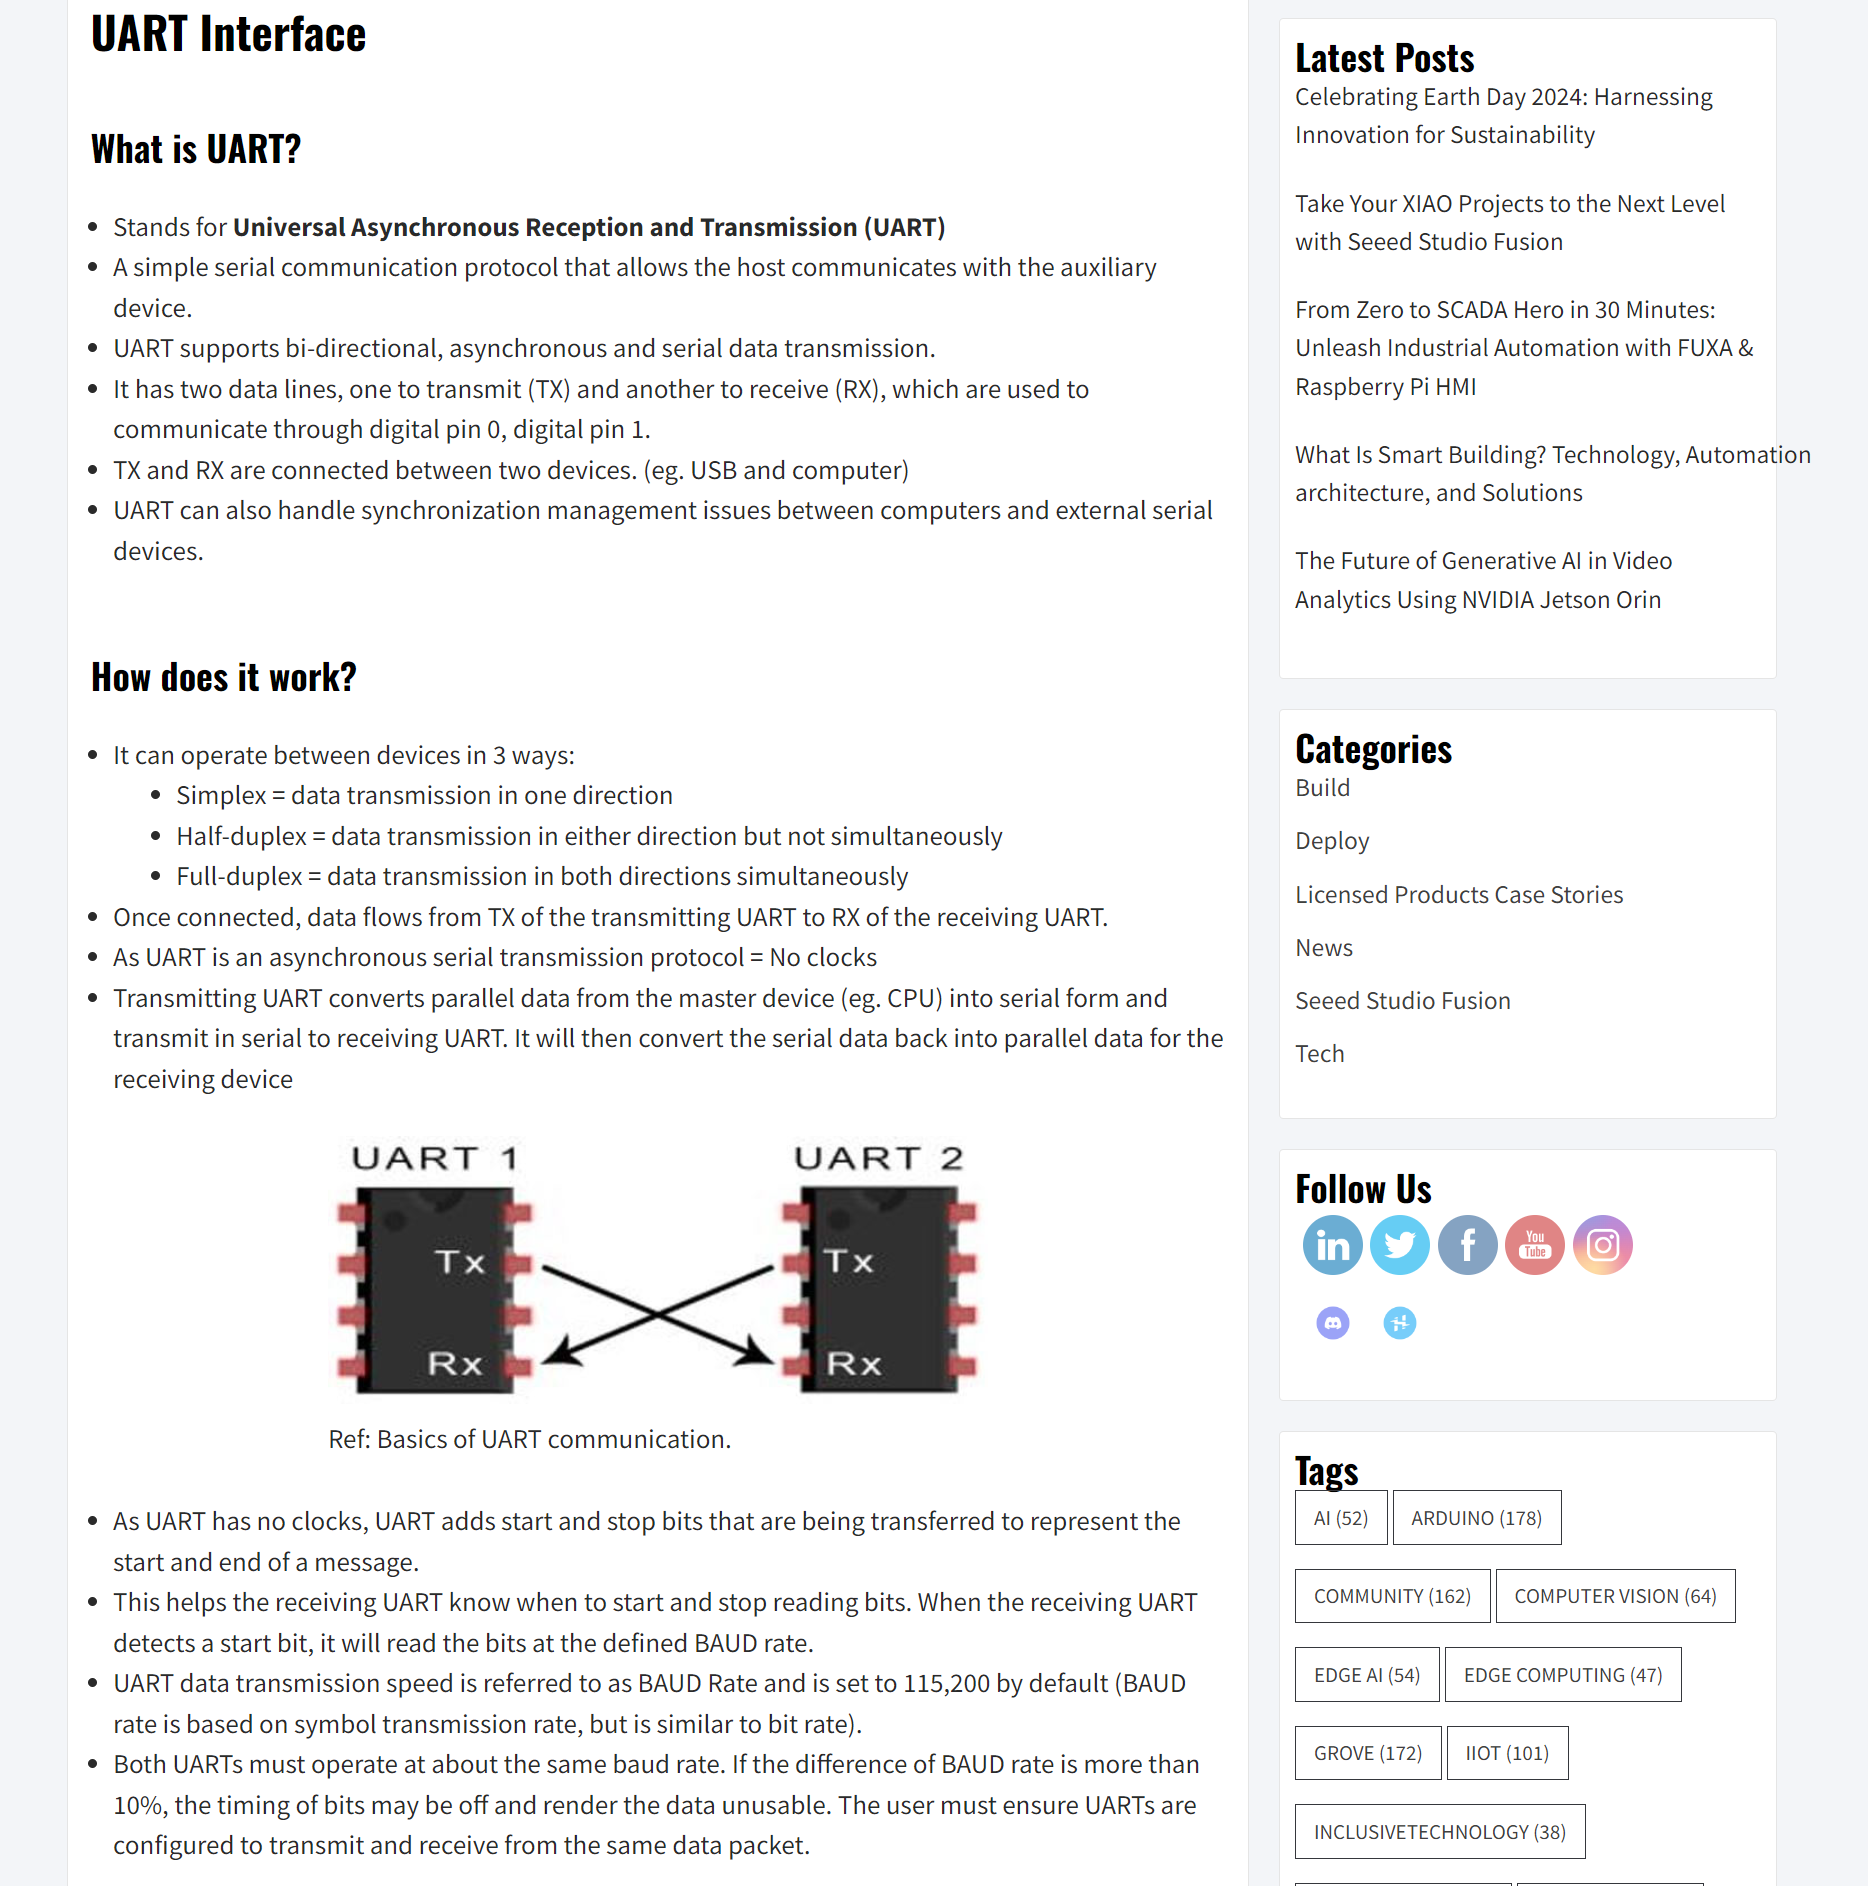 UART Interface
What is UART?
Stands for Universal Asynchronous Reception and Transmission (UART)
A simple serial communication protocol that allows the host communicates with the auxiliary
device.
UART supports bi-directional, asynchronous and serial data transmission.
It has two data lines, one to transmit (TX) and another to receive (RX), which are used to
communicate through digital pin 0, digital pin 1.
TX and RX are connected between two devices. (eg. USB and computer)
UART can also handle synchronization management issues between computers and external serial
devices.
How does it work?
It can operate between devices in 3 ways:
Simplex = data transmission in one direction
Half-duplex = data transmission in either direction but not simultaneously
Full-duplex = data transmission in both directions simultaneously
Once connected, data flows from TX of the transmitting UART to RX of the receiving UART.
As UART is an asynchronous serial transmission protocol = No clocks
Transmitting UART converts parallel data from the master device (eg. CPU) into serial form and
transmit in serial to receiving UART. It will then convert the serial data back into parallel data for the
receiving device
UART 1
UART 2
Tx
Tx
Rx
Rx
Ref: Basics of UART communication.
As UART has no clocks, UART adds start and stop bits that are being transferred to represent the
start and end of a message.
This helps the receiving UART know when to start and stop reading bits. When the receiving UART
detects a start bit, it will read the bits at the defined BAUD rate.
UART data transmission speed is referred to as BAUD Rate and is set to 115,200 by default (BAUD
rate is based on symbol transmission rate, but is similar to bit rate).
Both UARTs must operate at about the same baud rate. If the difference of BAUD rate is more than
10%, the timing of bits may be off and render the data unusable. The user must ensure UARTs are
configured to transmit and receive from the same data packet.
Latest Posts
Celebrating Earth Day 2024: Harnessing
Innovation for Sustainability
Take Your XIAO Projects to the Next Level
with Seeed Studio Fusion
From Zero to SCADA Hero in 30 Minutes:
Unleash Industrial Automation with FUXA &
Raspberry Pi HMI
What Is Smart Building? Technology, Automation
architecture, and Solutions
The Future of Generative AI in Video
Analytics Using NVIDIA Jetson Orin
Categories
Build
Deploy
Licensed Products Case Stories
News
Seeed Studio Fusion
Tech
Follow Us
in
f
You
Tube
Tags
AI (52)
ARDUINO (178)
COMMUNITY (162)
COMPUTER VISION (64)
EDGE AI (54)
EDGE COMPUTING (47)
GROVE (172)
IIOT (101)
INCLUSIVETECHNOLOGY (38)